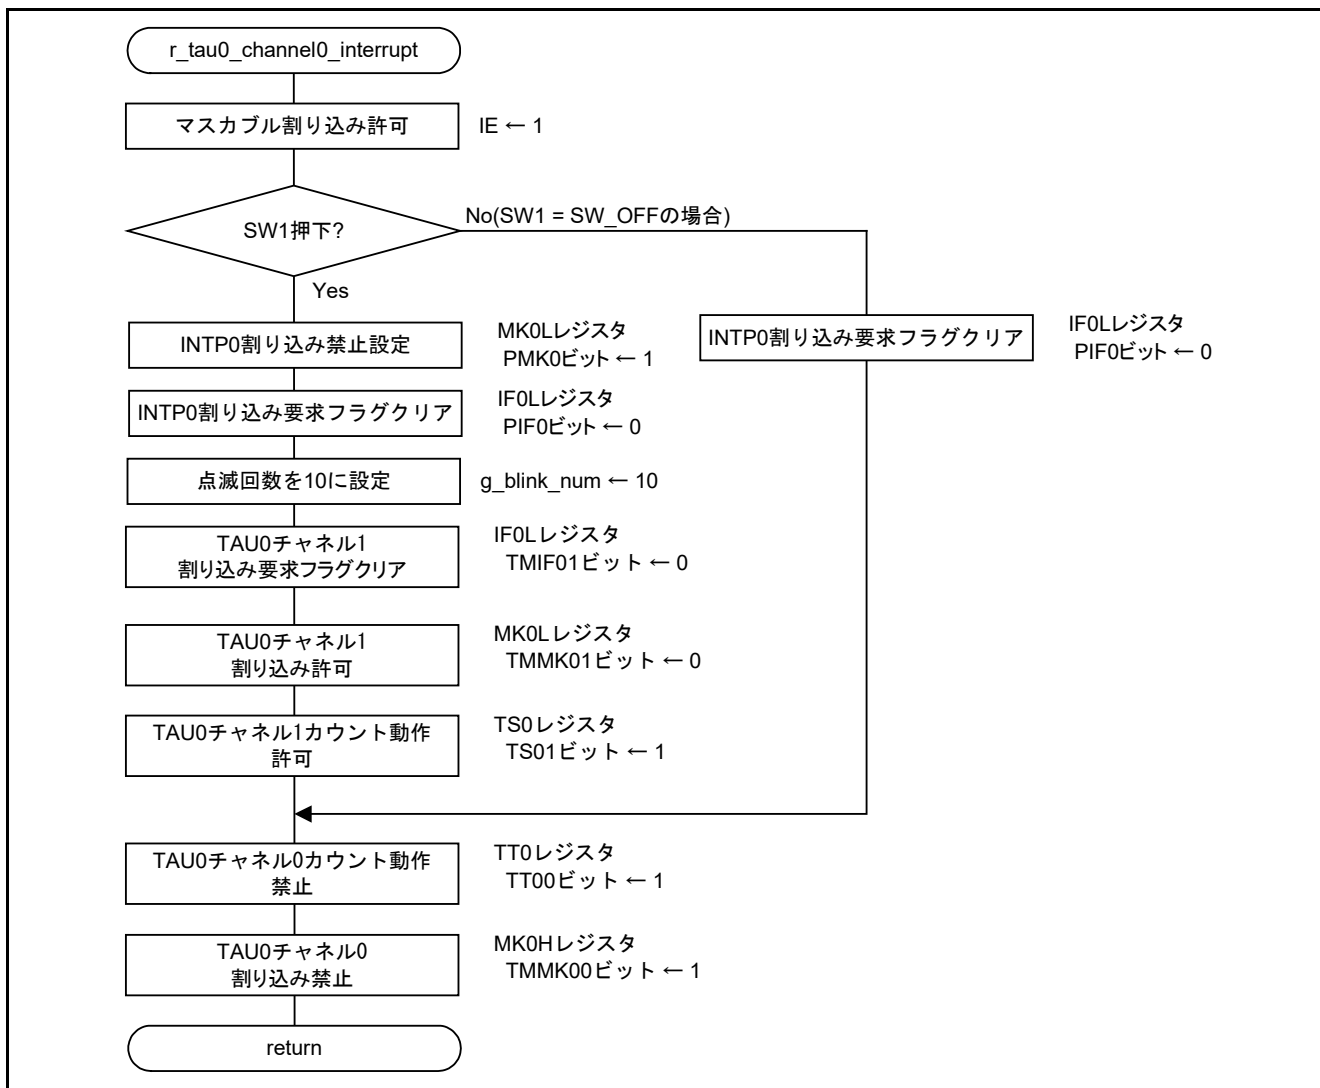 r_tau0_channel0_interrupt
マスカブル割り込み許可
IE ← 1
SW1押下?
No(SW1 = SW_OFFの場合)
Yes
INTP0割り込み禁止設定
MK0Lレジスタ
PMK0ビット ← 1
INTP0割り込み要求フラグクリア
IF0Lレジスタ
PIF0ビット ← 0
INTP0割り込み要求フラグクリア
IF0Lレジスタ
PIF0ビット ← 0
点滅回数を10に設定
g_blink_num ← 10
TAU0チャネル1
割り込み要求フラグクリア
IF0Lレジスタ
TMIF01ビット ← 0
TAU0チャネル1
割り込み許可
MK0Lレジスタ
TMMK01ビット ← 0
TAU0チャネル1カウント動作
許可
TS0レジスタ
TS01ビット ← 1
TAU0チャネル0カウント動作
禁止
TT0レジスタ
TT00ビット ← 1
TAU0チャネル0
割り込み禁止
MK0Hレジスタ
TMMK00ビット ← 1
return